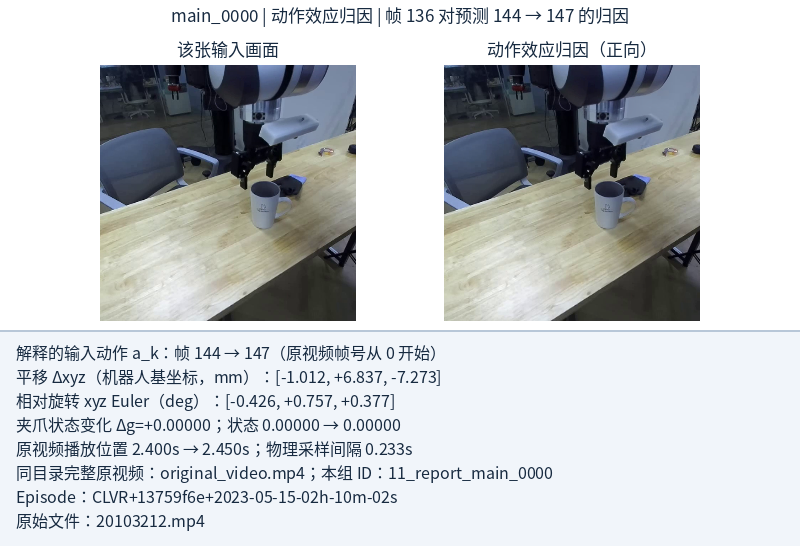 main_0000 | 动作效应归因 | 帧 136 对预测 144 → 147 的归因
该张输入画面
动作效应归因（正向）
解释的输入动作 a_k：帧 144 → 147（原视频帧号从 0 开始）
平移 Δxyz（机器人基坐标，mm）：[-1.012, +6.837, -7.273]
相对旋转 xyz Euler（deg）：[-0.426, +0.757, +0.377]
夹爪状态变化 Δg=+0.00000；状态 0.00000 → 0.00000
原视频播放位置 2.400s → 2.450s；物理采样间隔 0.233s
同目录完整原视频：original_video.mp4；本组 ID：11_report_main_0000
Episode：CLVR+13759f6e+2023-05-15-02h-10m-02s
原始文件：20103212.mp4